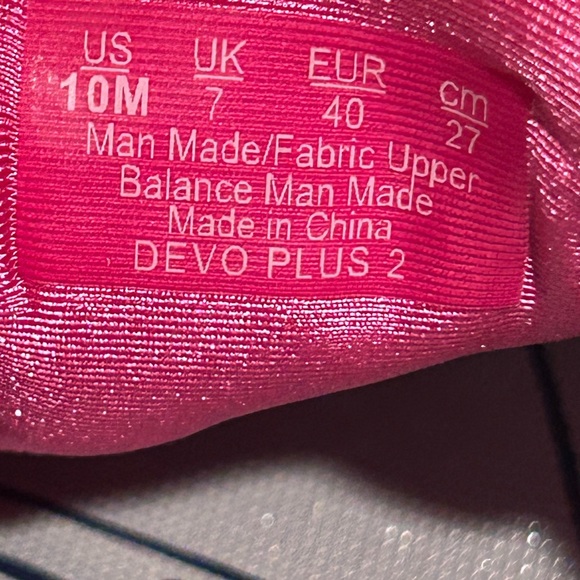 US UK EUR cm
10M 7 40 27
Man Made/Fabric Upper
Balance Man Made
Made in China
DEVO PLUS 2